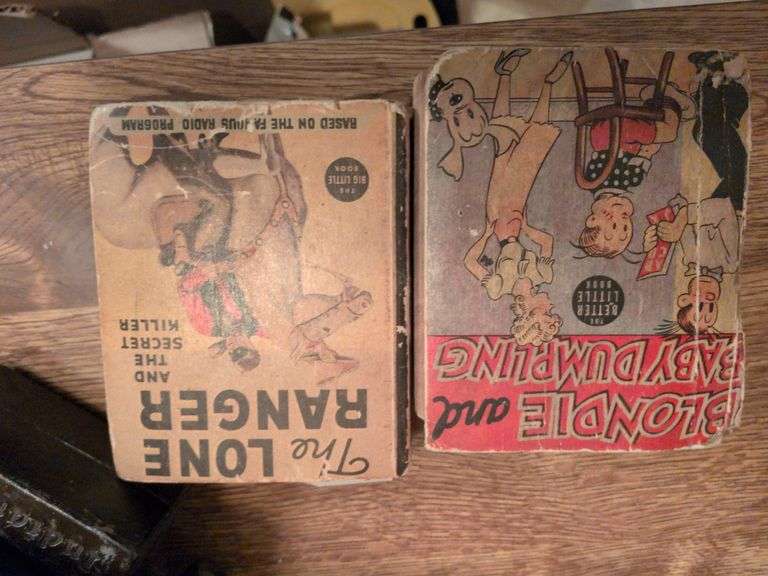 BLONDIE and
BABY DUMPLING
THE
BETTER
LITTLE
BOOK
The LONE
RANGER
AND
THE
SECRET
KILLER
THE
BIG LITTLE
BOOK
BASED ON THE FAMOUS RADIO PROGRAM